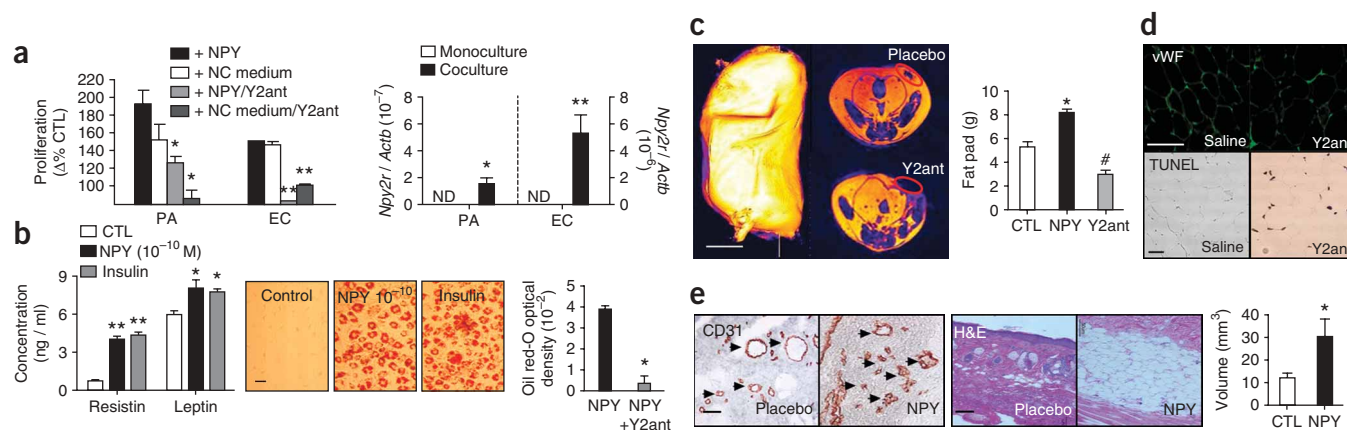 a
+ NPY
+ NC medium
+ NPY/Y2ant
+ NC medium/Y2ant
Proliferation
(Δ% CTL)
220
180
140
100
*
*
**
**
PA
EC
Monoculture
Coculture
Npy2r / Actb (10⁻⁷)
8
6
4
2
0
ND
*
ND
**
PA
EC
8
6
4
2
0
Npy2r / Actb
(10⁻⁶)
b
CTL
NPY (10⁻¹⁰ M)
Insulin
Concentration
(ng / ml)
9
6
3
0
**
**
*
*
Resistin
Leptin
Control
NPY 10⁻¹⁰
Insulin
Oil red-O optical
density (10⁻²)
5
4
3
2
1
0
*
NPY
NPY
+Y2ant
c
Placebo
Y2ant
Fat pad (g)
10
8
6
4
2
0
*
#
CTL
NPY
Y2ant
d
vWF
Saline
Y2ant
TUNEL
Saline
Y2ant
e
CD31
Placebo
NPY
H&E
Placebo
NPY
Volume (mm³)
40
30
20
10
0
*
CTL
NPY